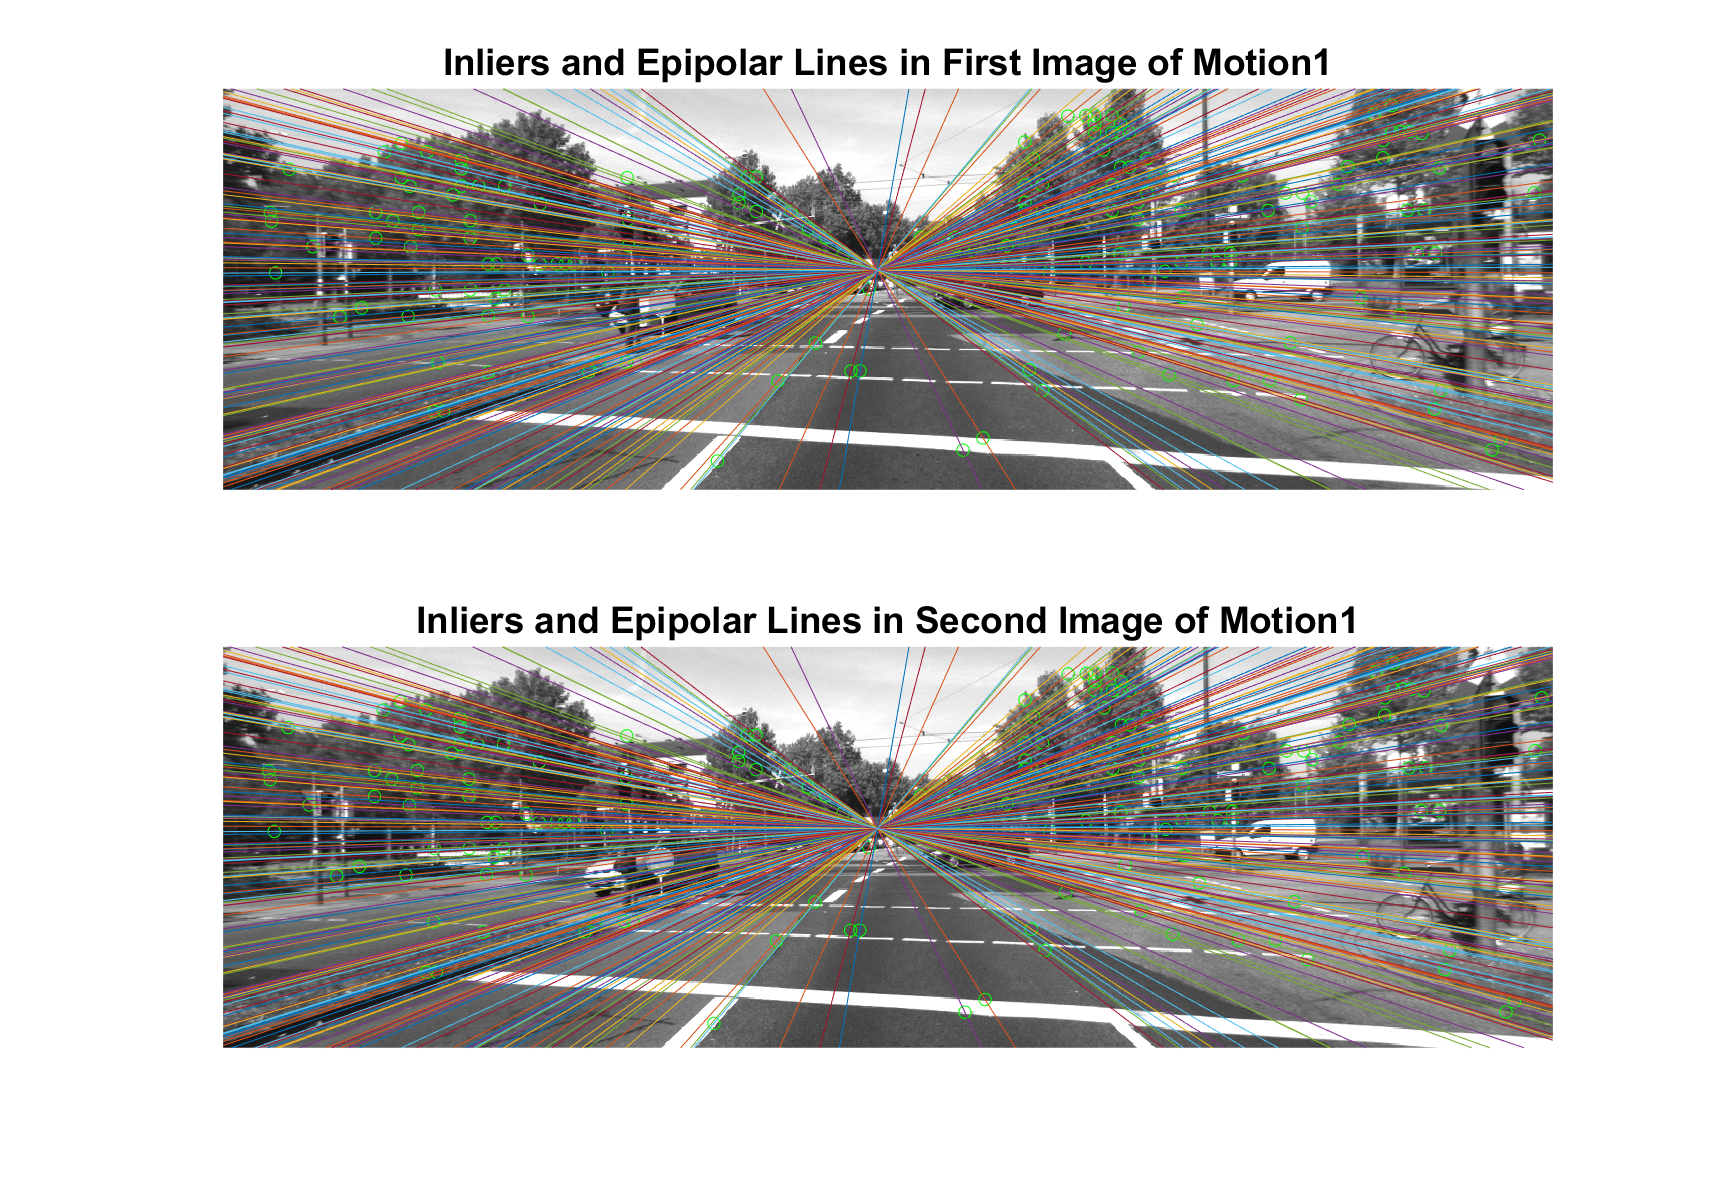 Inliers and Epipolar Lines in First Image of Motion1
Inliers and Epipolar Lines in Second Image of Motion1